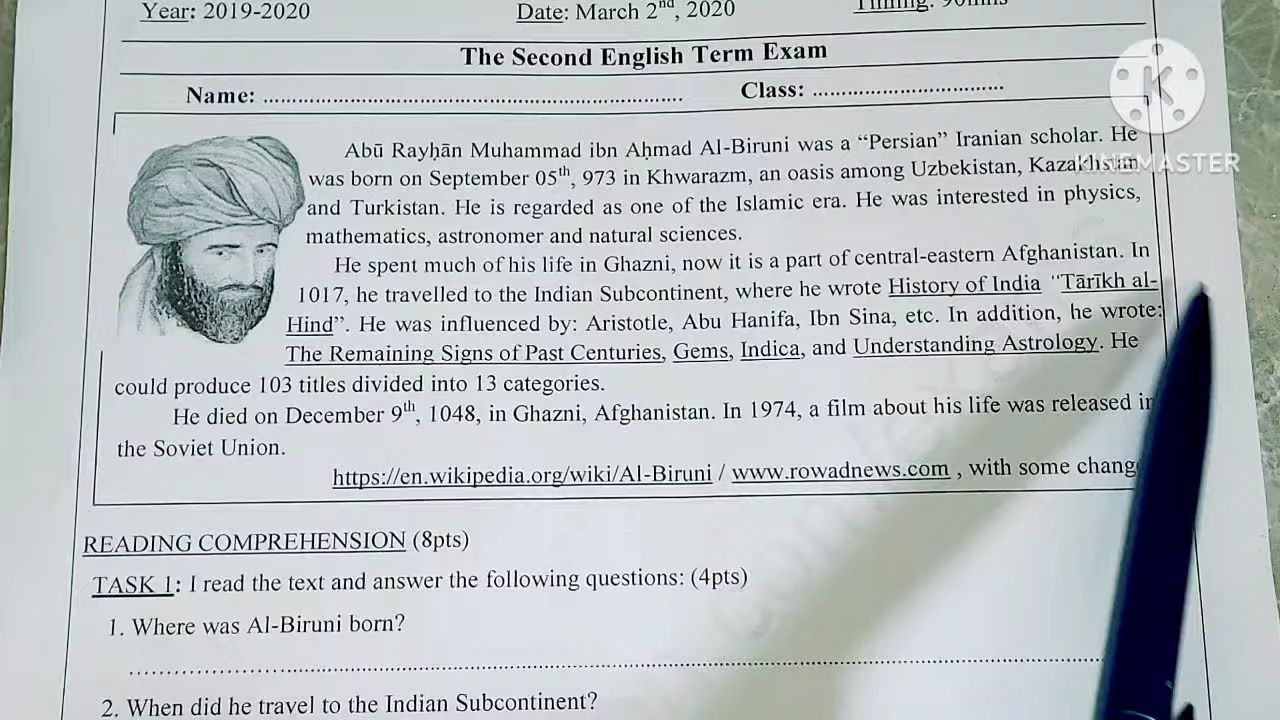 Year: 2019-2020 Date: March 2nd, 2020 Timing: 90mns
The Second English Term Exam
Name: ........................................................................ Class: .................................
K
KINEMASTER
Abū Rayḥān Muhammad ibn Aḥmad Al-Biruni was a “Persian” Iranian scholar. He
was born on September 05th, 973 in Khwarazm, an oasis among Uzbekistan, Kazakhstan
and Turkistan. He is regarded as one of the Islamic era. He was interested in physics,
mathematics, astronomer and natural sciences.
He spent much of his life in Ghazni, now it is a part of central-eastern Afghanistan. In
1017, he travelled to the Indian Subcontinent, where he wrote History of India “Tārīkh al-
Hind”. He was influenced by: Aristotle, Abu Hanifa, Ibn Sina, etc. In addition, he wrote:
The Remaining Signs of Past Centuries, Gems, Indica, and Understanding Astrology. He
could produce 103 titles divided into 13 categories.
He died on December 9th, 1048, in Ghazni, Afghanistan. In 1974, a film about his life was released in
the Soviet Union.
https://en.wikipedia.org/wiki/Al-Biruni / www.rowadnews.com , with some chang
READING COMPREHENSION (8pts)
TASK 1: I read the text and answer the following questions: (4pts)
1. Where was Al-Biruni born?
2. When did he travel to the Indian Subcontinent?